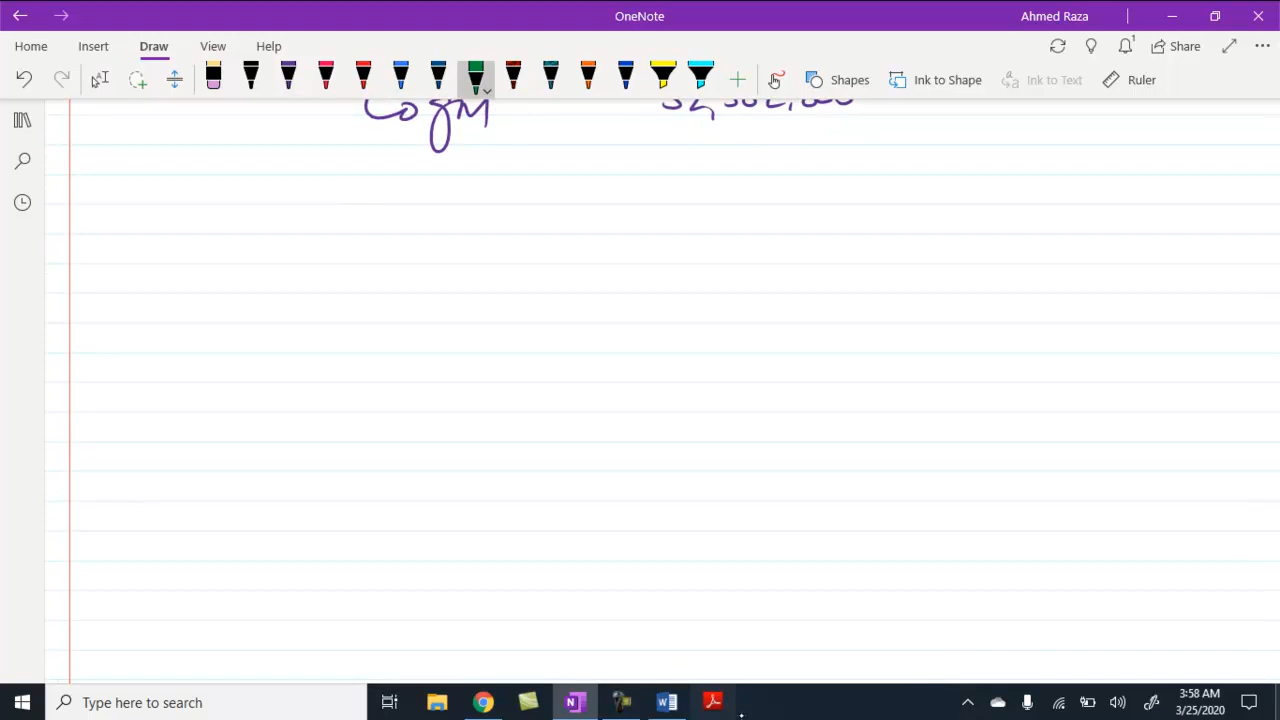 OneNote
Ahmed Raza
Home Insert Draw View Help
Share
Shapes Ink to Shape Ink to Text Ruler
CogM
Type here to search
3:58 AM
3/25/2020